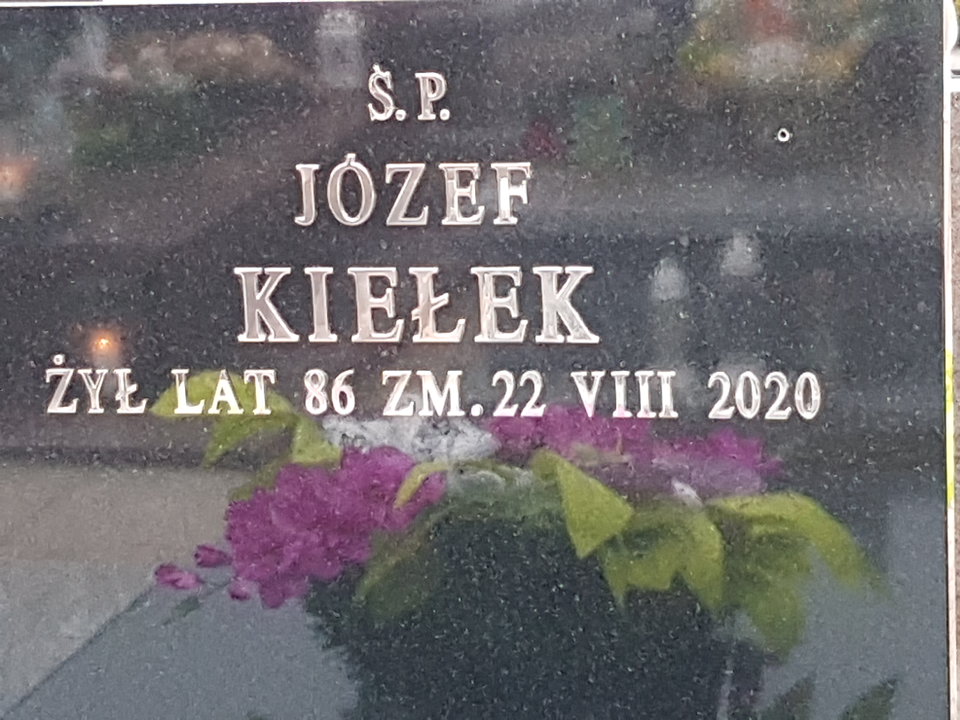 Ś.P.
JÓZEF
KIEŁEK
ŻYŁ LAT 86 ZM. 22 VIII 2020